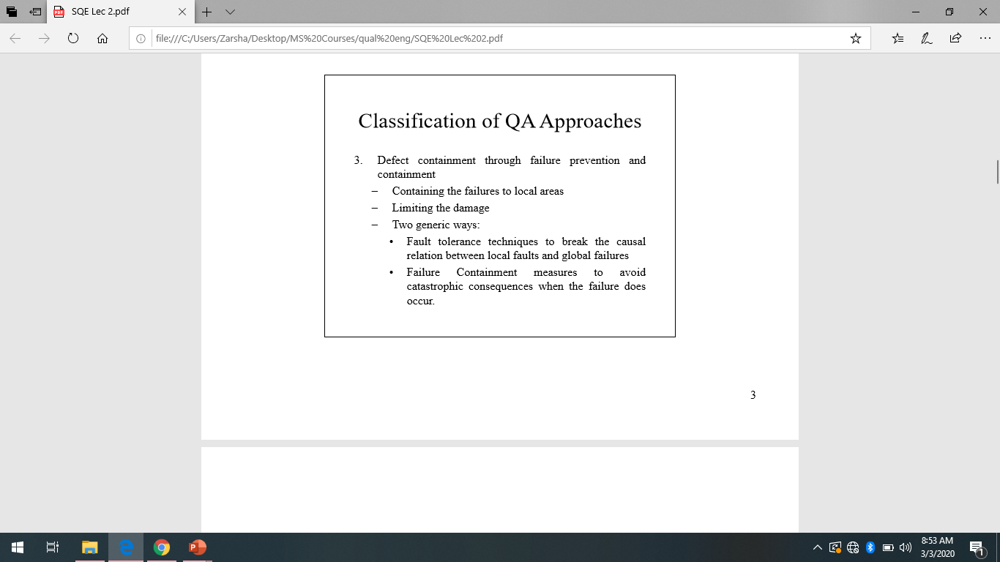 SQE Lec 2.pdf
file:///C:/Users/Zarsha/Desktop/MS%20Courses/qual%20eng/SQE%20Lec%202.pdf
Classification of QA Approaches
3. Defect containment through failure prevention and
containment
– Containing the failures to local areas
– Limiting the damage
– Two generic ways:
• Fault tolerance techniques to break the causal
relation between local faults and global failures
• Failure Containment measures to avoid
catastrophic consequences when the failure does
occur.
3
8:53 AM
3/3/2020
1